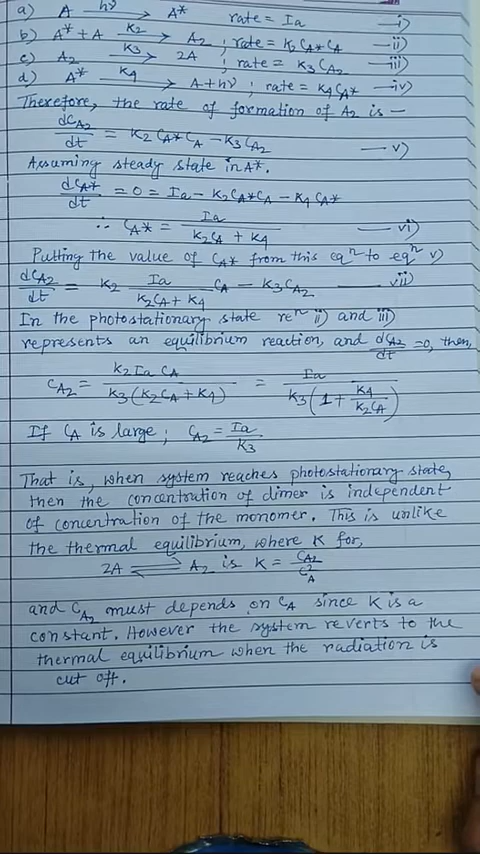 a) A hν → A* rate = Ia —i)
b) A* + A K2 → A2 ; rate = K2 CA* CA —ii)
c) A2 K3 → 2A ; rate = K3 CA2 —iii)
d) A* K4 → A + hν ; rate = K4 CA* —iv)
Therefore, the rate of formation of A2 is —
dCA2/dt = K2 CA* CA - K3 CA2 —v)
Assuming steady state in A*.
dCA*/dt = 0 = Ia - K2 CA* CA - K4 CA*
∴ CA* = Ia/(K2 CA + K4) —vi)
Putting the value of CA* from this eqn to eqn v)
dCA2/dt = K2 Ia/(K2 CA + K4) CA - K3 CA2 —vii)
In the photostationary state ren ii) and iii)
represents an equilibrium reaction, and dCA2/dt = 0, then,
CA2 = K2 Ia CA/(K3 (K2 CA + K4)) = Ia/(K3 (1 + K4/(K2 CA)))
If CA is large; CA2 = Ia/K3
That is, when system reaches photostationary state,
then the concentration of dimer is independent
of concentration of the monomer. This is unlike
the thermal equilibrium, where K for,
2A ⇌ A2 is K = CA2/C²A
and CA2 must depends on CA since K is a
constant. However the system reverts to the
thermal equilibrium when the radiation is
cut off.